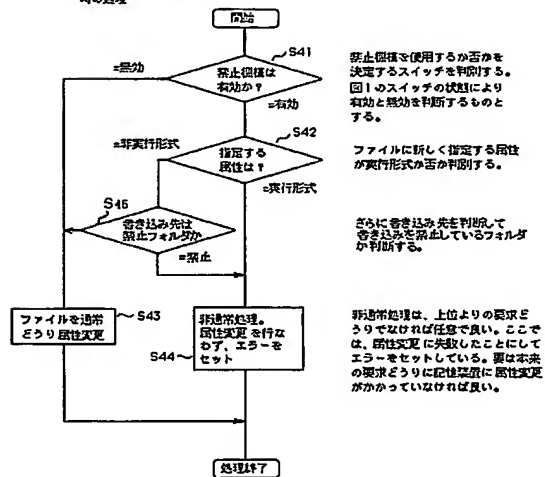 時の処理
開始
S41
禁止機構は
有効か?
=無効
=有効
禁止機構を使用するか否かを
決定するスイッチを判別する。
図1のスイッチの状態により
有効と無効を判断するものと
する。
S42
指定する
属性は?
=非実行形式
=実行形式
ファイルに新しく指定する属性
が実行形式か否か判別する。
S45
書き込み先は
禁止フォルダか
=禁止
さらに書き込み先を判断して
書き込みを禁止しているフォルダ
か判断する。
ファイルを通常
どうり属性変更
S43
非通常処理。
属性変更を行な
わず、エラーを
セット
S44
非通常処理は、上位よりの要求ど
うりでなければ任意で良い。ここで
は、属性変更に失敗したことにして
エラーをセットしている。要は本来
の要求どうりに記憶装置に属性変更
がかかっていなければ良い。
処理終了